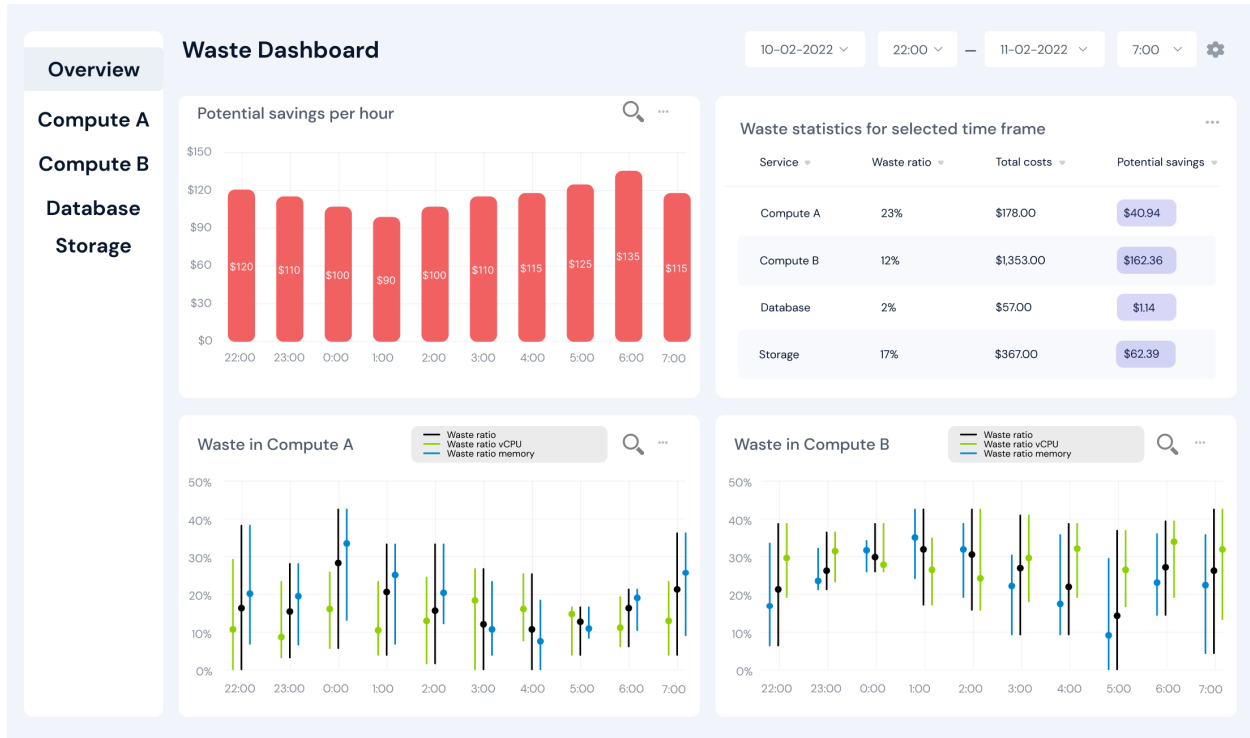 Waste Dashboard
10-02-2022 22:00 — 11-02-2022 7:00
Overview
Compute A
Compute B
Database
Storage
Potential savings per hour
$150
$120
$90
$60
$30
$0
$120 $110 $100 $90 $100 $110 $115 $125 $135 $115
22:00 23:00 0:00 1:00 2:00 3:00 4:00 5:00 6:00 7:00
Waste statistics for selected time frame
Service Waste ratio Total costs Potential savings
Compute A 23% $178.00 $40.94
Compute B 12% $1,353.00 $162.36
Database 2% $57.00 $1.14
Storage 17% $367.00 $62.39
Waste in Compute A
Waste ratio
Waste ratio vCPU
Waste ratio memory
50%
40%
30%
20%
10%
0%
22:00 23:00 0:00 1:00 2:00 3:00 4:00 5:00 6:00 7:00
Waste in Compute B
Waste ratio
Waste ratio vCPU
Waste ratio memory
50%
40%
30%
20%
10%
0%
22:00 23:00 0:00 1:00 2:00 3:00 4:00 5:00 6:00 7:00